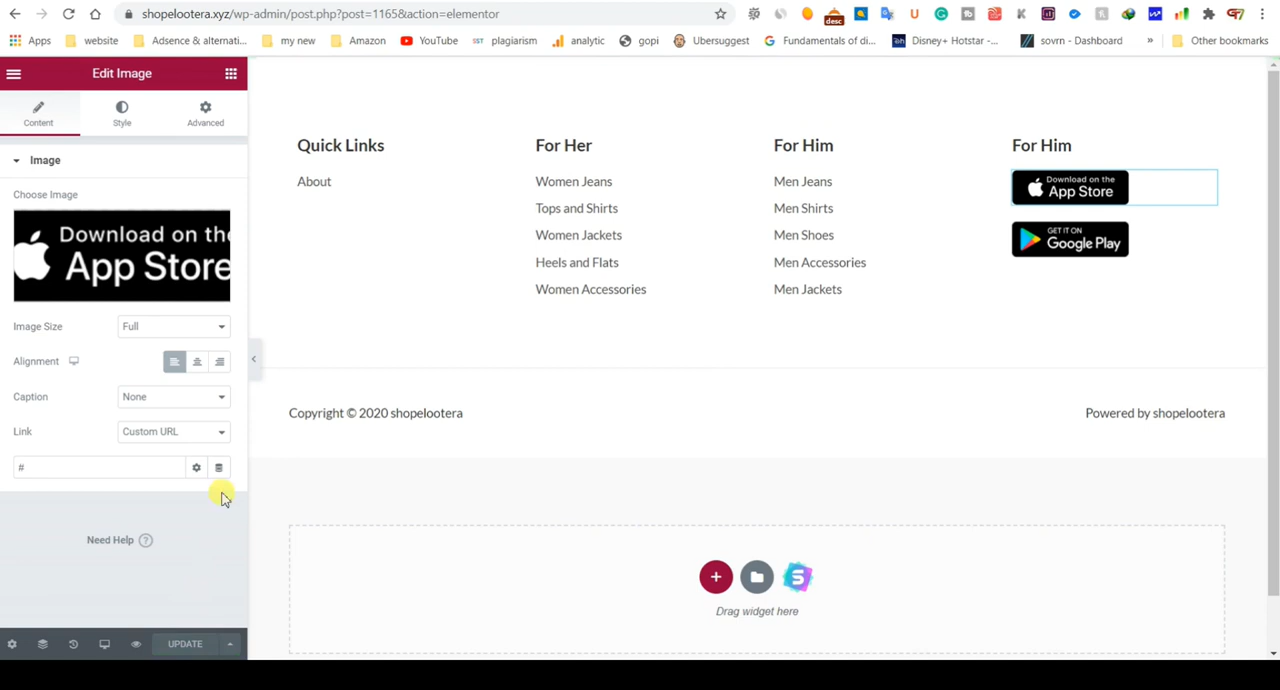 shopelootera.xyz/wp-admin/post.php?post=1165&action=elementor
desc
Apps
website
Adsence & alternati...
my new
Amazon
YouTube
SST
plagiarism
analytic
gopi
Ubersuggest
Fundamentals of di...
Disney+ Hotstar -...
sovrn - Dashboard
»
Other bookmarks
Edit Image
Content
Style
Advanced
Image
Choose Image
Download on the
App Store
Image Size
Full
Alignment
Caption
None
Link
Custom URL
#
Need Help ?
UPDATE
Quick Links
About
For Her
Women Jeans
Tops and Shirts
Women Jackets
Heels and Flats
Women Accessories
For Him
Men Jeans
Men Shirts
Men Shoes
Men Accessories
Men Jackets
For Him
Download on the
App Store
GET IT ON
Google Play
Copyright © 2020 shopelootera
Powered by shopelootera
Drag widget here